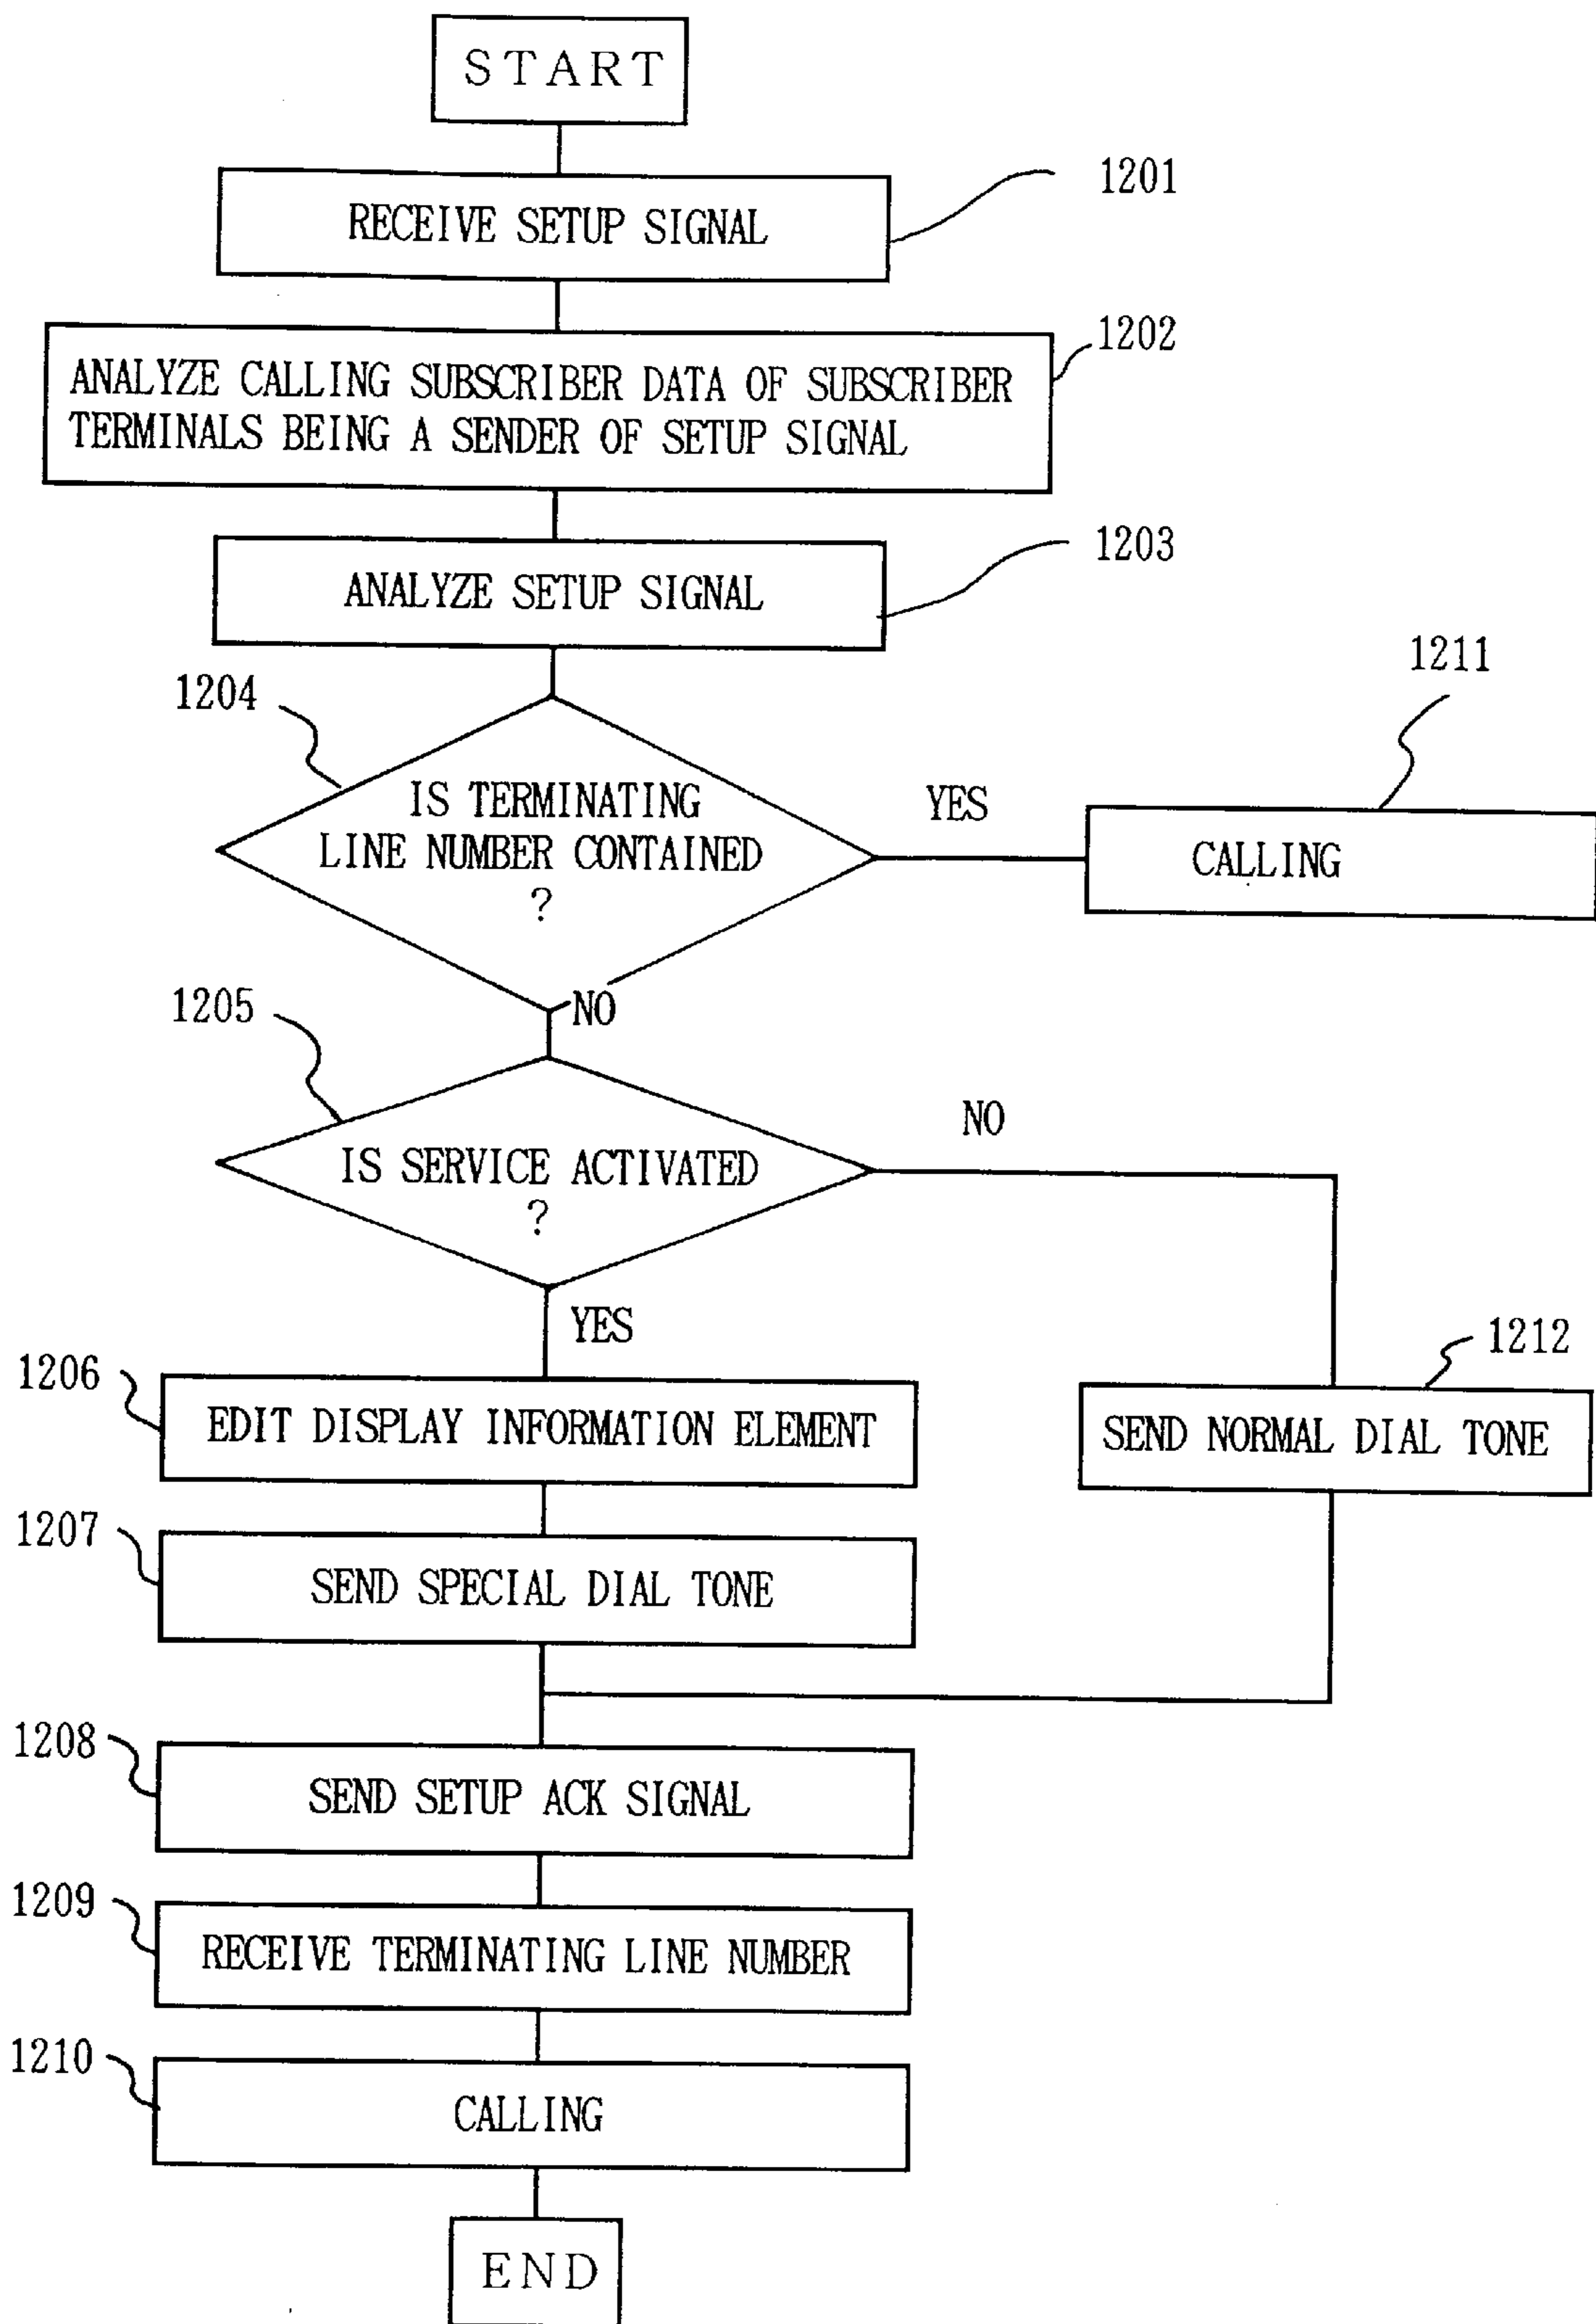 START
1201
RECEIVE SETUP SIGNAL
1202
ANALYZE CALLING SUBSCRIBER DATA OF SUBSCRIBER
TERMINALS BEING A SENDER OF SETUP SIGNAL
1203
ANALYZE SETUP SIGNAL
1211
1204
IS TERMINATING
LINE NUMBER CONTAINED
?
YES
CALLING
NO
1205
IS SERVICE ACTIVATED
?
NO
YES
1206
EDIT DISPLAY INFORMATION ELEMENT
1212
SEND NORMAL DIAL TONE
1207
SEND SPECIAL DIAL TONE
1208
SEND SETUP ACK SIGNAL
1209
RECEIVE TERMINATING LINE NUMBER
1210
CALLING
END